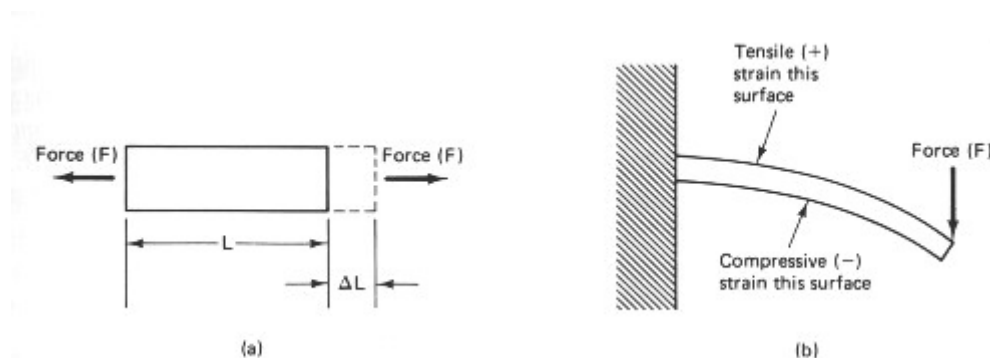 Force (F)
Force (F)
L
ΔL
(a)
Tensile (+)
strain this
surface
Force (F)
Compressive (−)
strain this surface
(b)